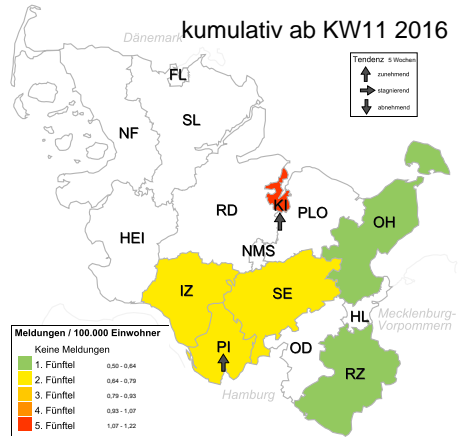 kumulativ ab KW11 2016
Dänemark
Tendenz 5 Wochen
zunehmend
stagnierend
abnehmend
FL
SL
NF
KI
RD
PLO
OH
HEI
NMS
IZ
SE
HL
Mecklenburg-
Vorpommern
PI
OD
RZ
Hamburg
Meldungen / 100.000 Einwohner
Keine Meldungen
1. Fünftel 0,50 - 0,64
2. Fünftel 0,64 - 0,79
3. Fünftel 0,79 - 0,93
4. Fünftel 0,93 - 1,07
5. Fünftel 1,07 - 1,22